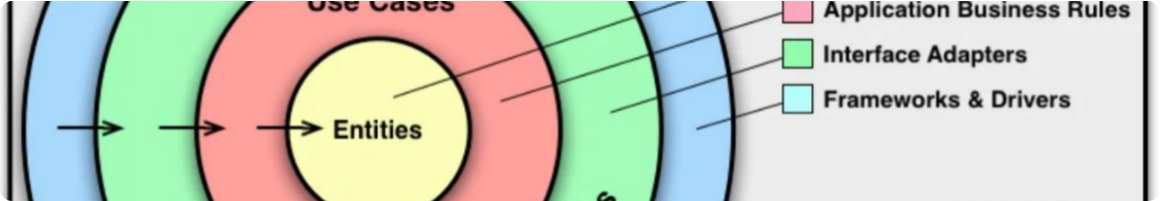 Use Cases
Application Business Rules
Interface Adapters
Frameworks & Drivers
Entities